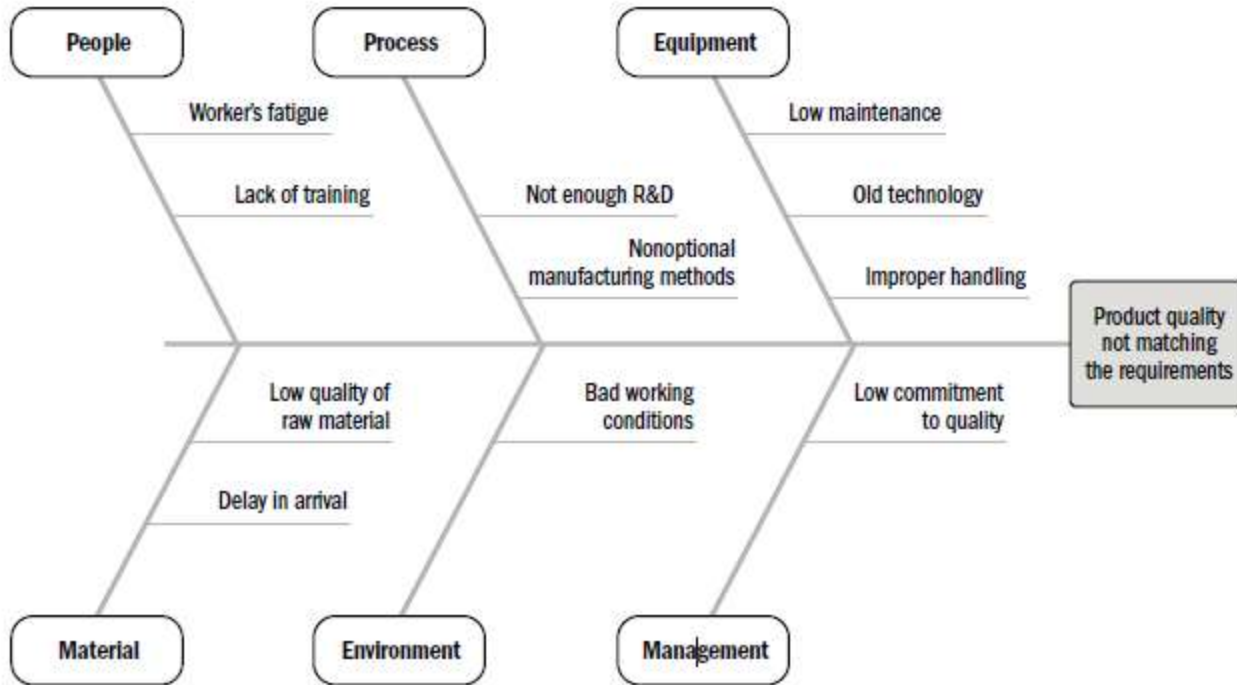 People
Process
Equipment
Worker's fatigue
Low maintenance
Lack of training
Not enough R&D
Old technology
Nonoptional
manufacturing methods
Improper handling
Product quality
not matching
the requirements
Low quality of
raw material
Bad working
conditions
Low commitment
to quality
Delay in arrival
Material
Environment
Management